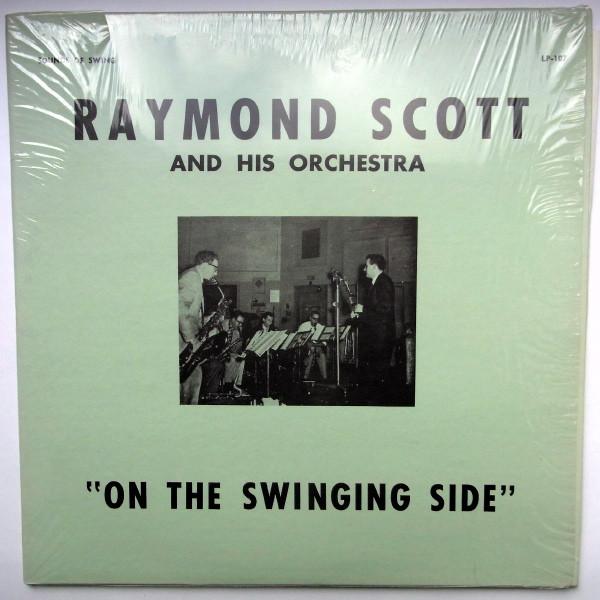 SOUNDS OF SWING
LP-107
RAYMOND SCOTT
AND HIS ORCHESTRA
"ON THE SWINGING SIDE"